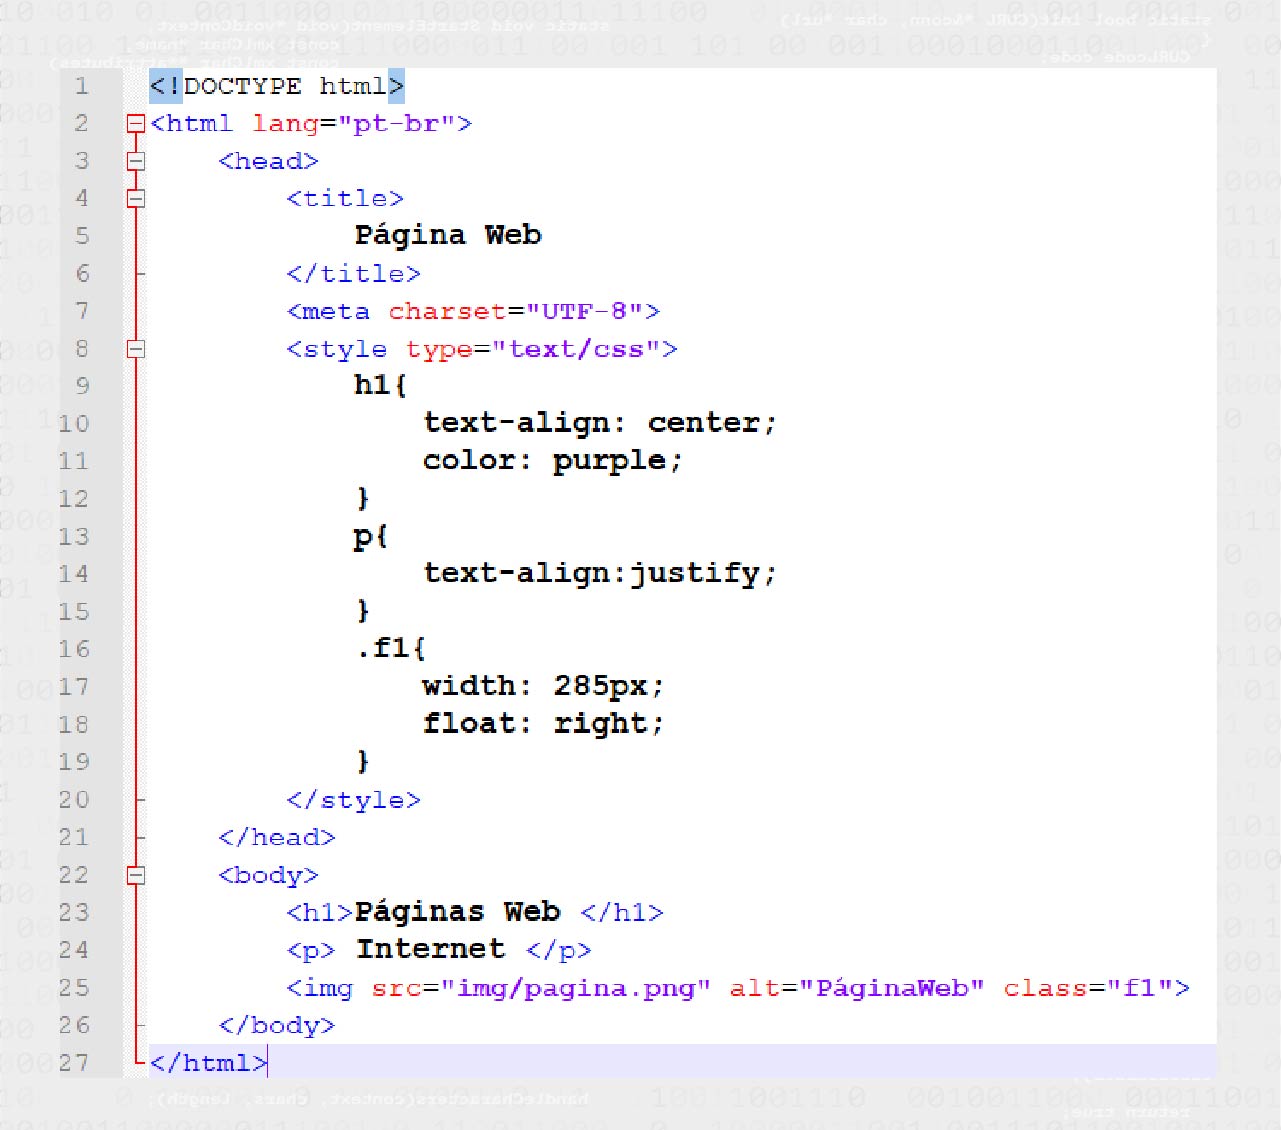 1 <!DOCTYPE html>
2 <html lang="pt-br">
3 <head>
4 <title>
5 Página Web
6 </title>
7 <meta charset="UTF-8">
8 <style type="text/css">
9 h1{
10 text-align: center;
11 color: purple;
12 }
13 p{
14 text-align:justify;
15 }
16 .f1{
17 width: 285px;
18 float: right;
19 }
20 </style>
21 </head>
22 <body>
23 <h1>Páginas Web </h1>
24 <p> Internet </p>
25 <img src="img/pagina.png" alt="PáginaWeb" class="f1">
26 </body>
27 </html>